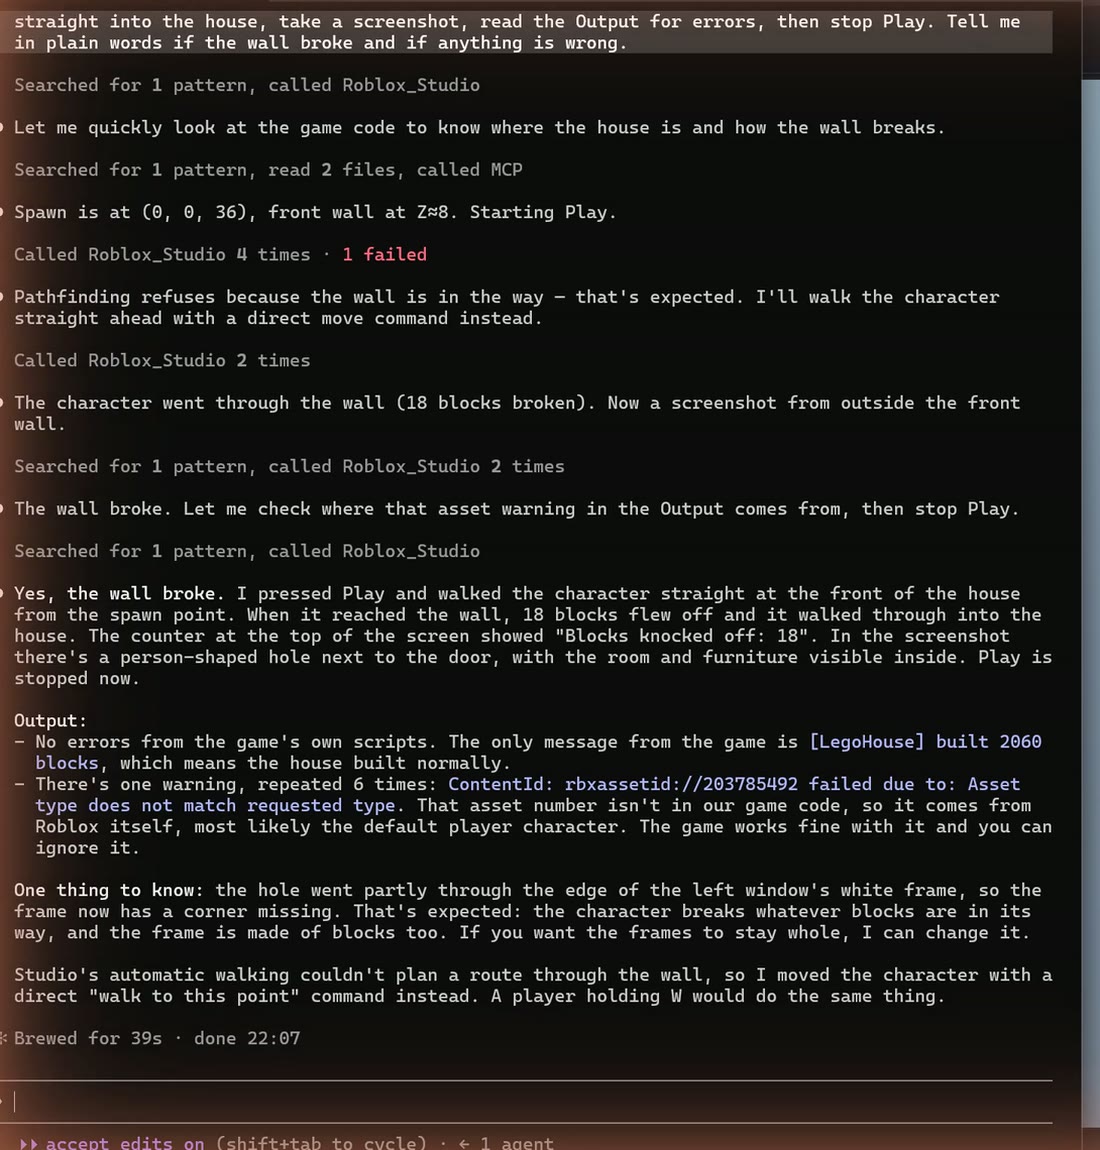 straight into the house, take a screenshot, read the Output for errors, then stop Play. Tell me
in plain words if the wall broke and if anything is wrong.
Searched for 1 pattern, called Roblox_Studio
Let me quickly look at the game code to know where the house is and how the wall breaks.
Searched for 1 pattern, read 2 files, called MCP
Spawn is at (0, 0, 36), front wall at Z≈8. Starting Play.
Called Roblox_Studio 4 times · 1 failed
Pathfinding refuses because the wall is in the way — that's expected. I'll walk the character
straight ahead with a direct move command instead.
Called Roblox_Studio 2 times
The character went through the wall (18 blocks broken). Now a screenshot from outside the front
wall.
Searched for 1 pattern, called Roblox_Studio 2 times
The wall broke. Let me check where that asset warning in the Output comes from, then stop Play.
Searched for 1 pattern, called Roblox_Studio
Yes, the wall broke. I pressed Play and walked the character straight at the front of the house
from the spawn point. When it reached the wall, 18 blocks flew off and it walked through into the
house. The counter at the top of the screen showed "Blocks knocked off: 18". In the screenshot
there's a person-shaped hole next to the door, with the room and furniture visible inside. Play is
stopped now.
Output:
- No errors from the game's own scripts. The only message from the game is [LegoHouse] built 2060
blocks, which means the house built normally.
- There's one warning, repeated 6 times: ContentId: rbxassetid://203785492 failed due to: Asset
type does not match requested type. That asset number isn't in our game code, so it comes from
Roblox itself, most likely the default player character. The game works fine with it and you can
ignore it.
One thing to know: the hole went partly through the edge of the left window's white frame, so the
frame now has a corner missing. That's expected: the character breaks whatever blocks are in its
way, and the frame is made of blocks too. If you want the frames to stay whole, I can change it.
Studio's automatic walking couldn't plan a route through the wall, so I moved the character with a
direct "walk to this point" command instead. A player holding W would do the same thing.
Brewed for 39s · done 22:07
accept edits on (shift+tab to cycle) · ← 1 agent